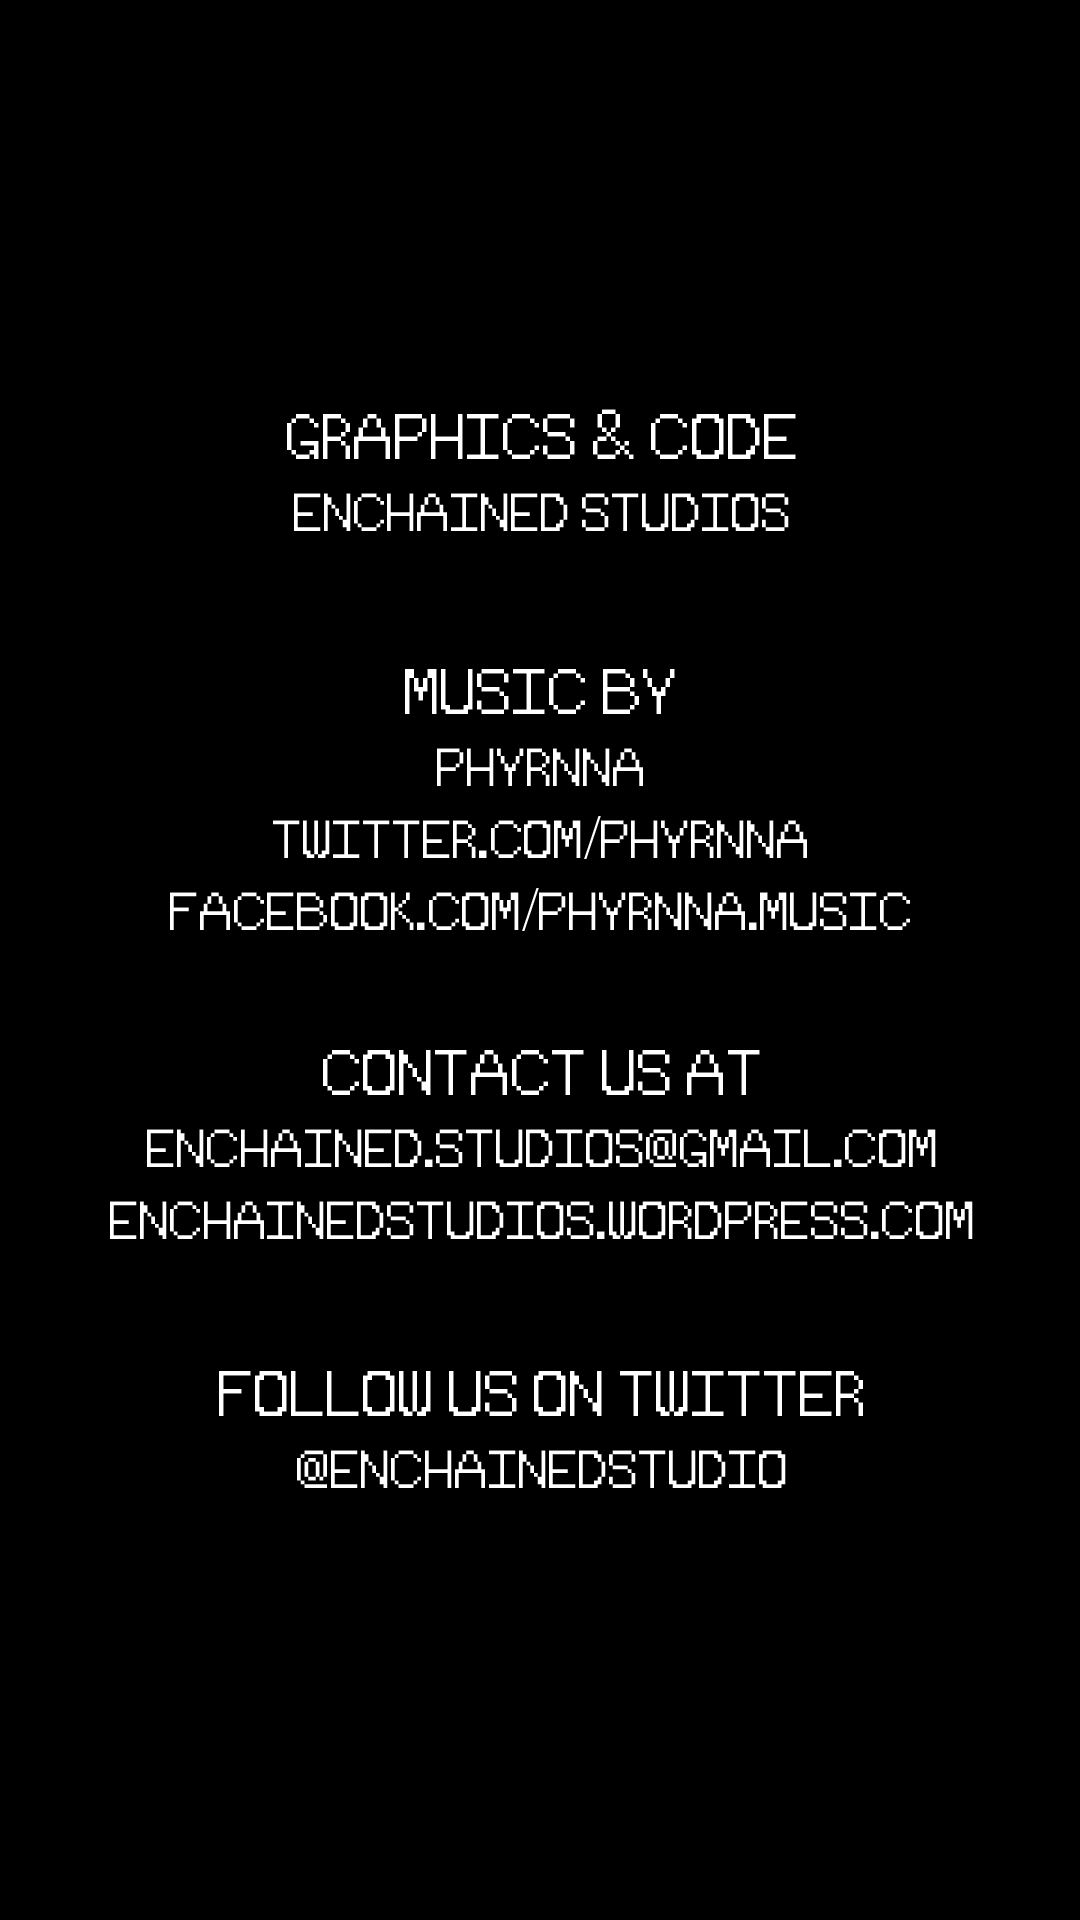 GRAPHICS & CODE
ENCHAINED STUDIOS
MUSIC BY
PHYRNNA
TWITTER.COM/PHYRNNA
FACEBOOK.COM/PHYRNNA.MUSIC
CONTACT US AT
ENCHAINED.STUDIOS@GMAIL.COM
ENCHAINEDSTUDIOS.WORDPRESS.COM
FOLLOW US ON TWITTER
@ENCHAINEDSTUDIO